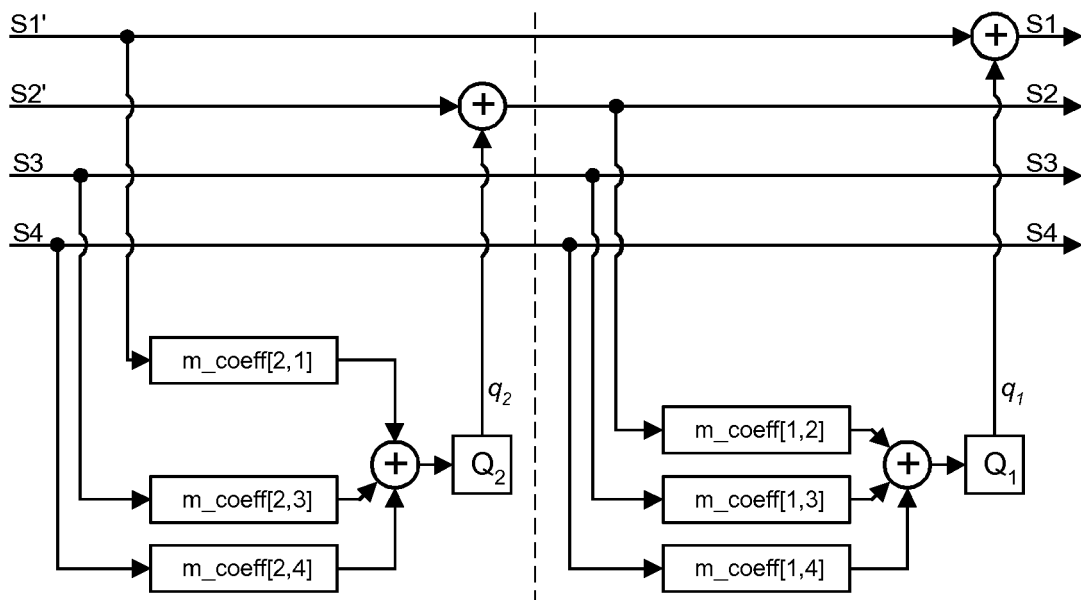 S1' S1
+
S2' S2
+
S3 S3
S4 S4
m_coeff[2,1]
q2 q1
m_coeff[1,2]
+ Q2 + Q1
m_coeff[2,3] m_coeff[1,3]
m_coeff[2,4] m_coeff[1,4]